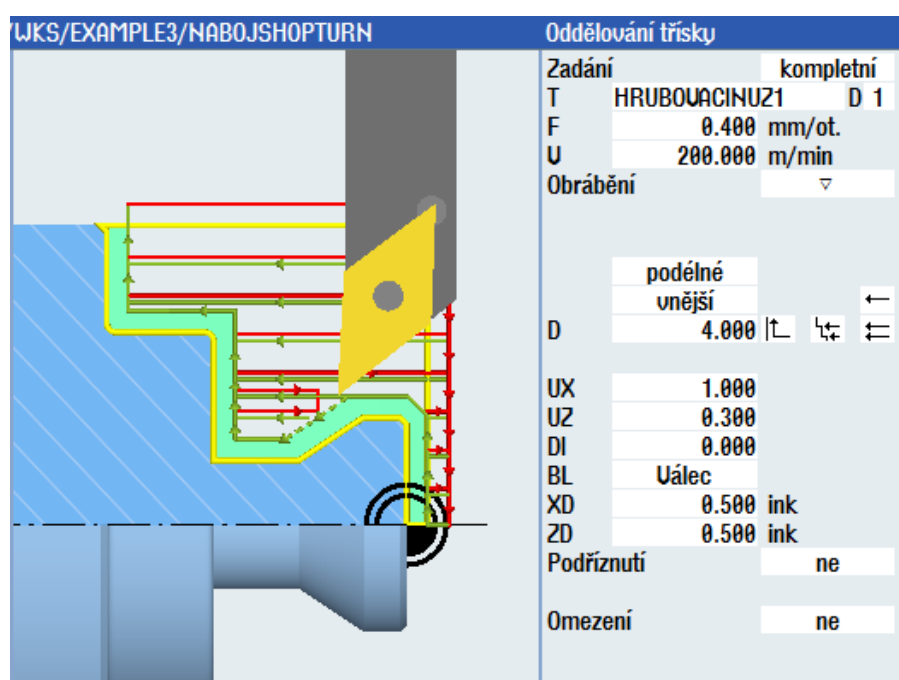 /WKS/EXAMPLE3/NABOJSHOPTURN
Oddělování třísky
Zadání kompletní
T HRUBOVACINUZ1 D 1
F 0.400 mm/ot.
V 200.000 m/min
Obrábění ▽
podélné
vnější ←
D 4.000
UX 1.000
UZ 0.300
DI 0.000
BL Válec
XD 0.500 ink
ZD 0.500 ink
Podříznutí ne
Omezení ne